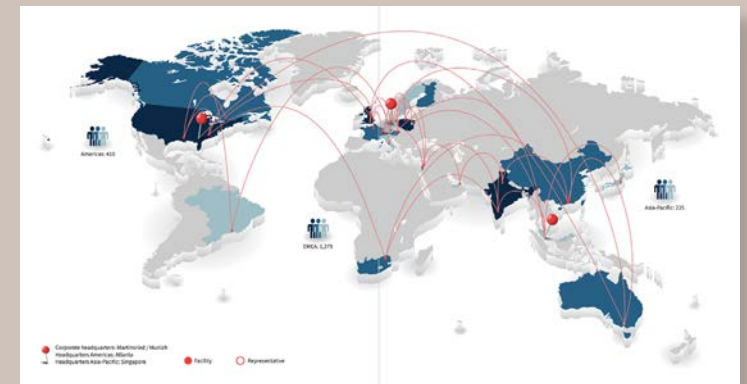 Americas: 410
EMEA: 1,275
Asia-Pacific: 225
Corporate headquarters: Martinsried / Munich
Headquarters Americas: Atlanta
Headquarters Asia-Pacific: Singapore
Facility
Representative